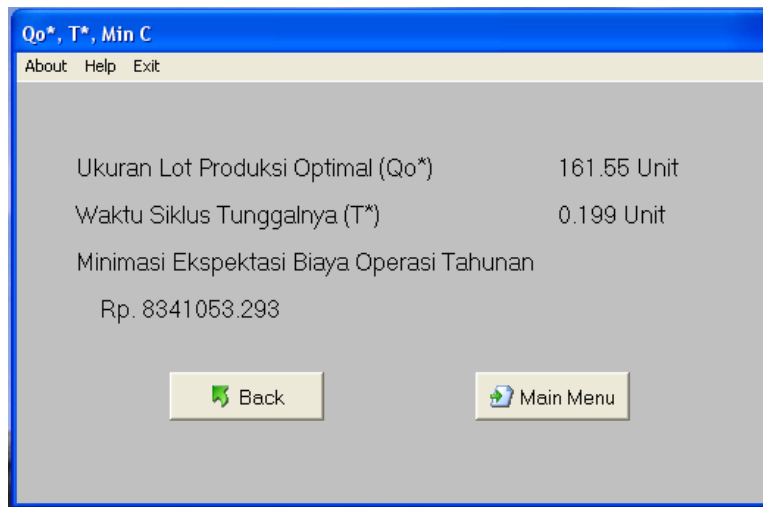 Qo*, T*, Min C
About Help Exit
Ukuran Lot Produksi Optimal (Qo*) 161.55 Unit
Waktu Siklus Tunggalnya (T*) 0.199 Unit
Minimasi Ekspektasi Biaya Operasi Tahunan
Rp. 8341053.293
Back Main Menu